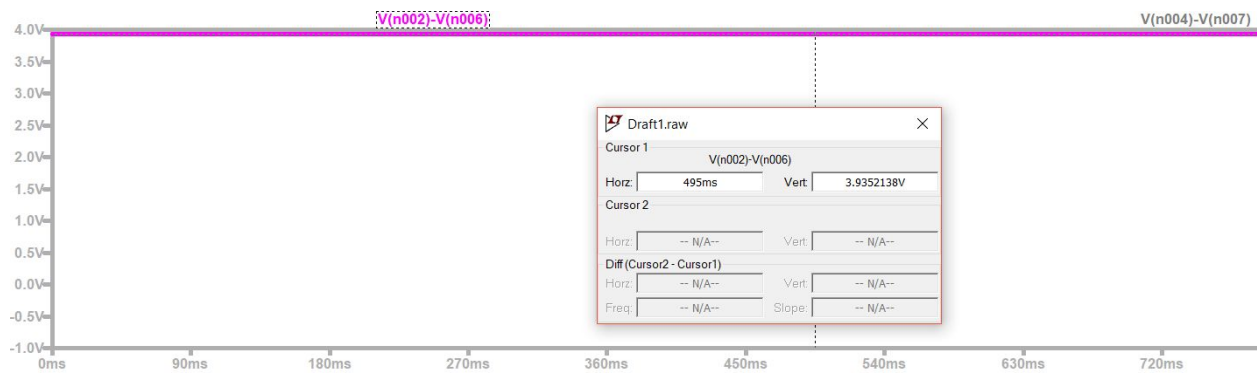 V(n002)-V(n006) V(n004)-V(n007)
4.0V
3.5V
3.0V
2.5V
2.0V
1.5V
1.0V
0.5V
0.0V
-0.5V
-1.0V
Draft1.raw
Cursor 1
V(n002)-V(n006)
Horz: 495ms Vert: 3.9352138V
Cursor 2
Horz: -- N/A-- Vert: -- N/A--
Diff (Cursor2 - Cursor1)
Horz: -- N/A-- Vert: -- N/A--
Freq: -- N/A-- Slope: -- N/A--
0ms 90ms 180ms 270ms 360ms 450ms 540ms 630ms 720ms